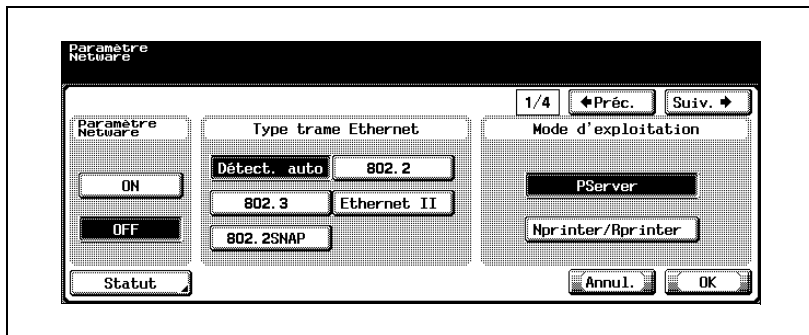 Paramètre
Netware
1/4 Préc. Suiv.
Paramètre
Netware
Type trame Ethernet
Mode d'exploitation
Détect. auto 802.2
ON
PServer
802.3 Ethernet II
OFF
Nprinter/Rprinter
802.2SNAP
Statut
Annul. OK